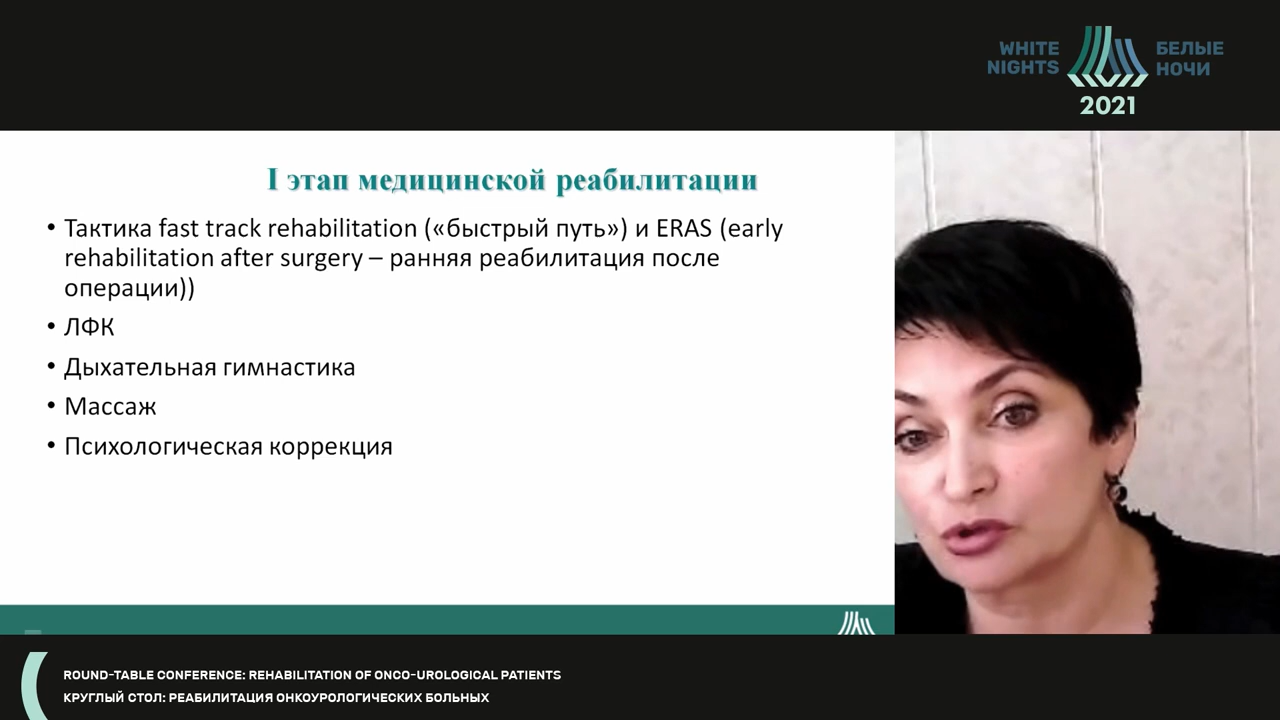 WHITE NIGHTS
БЕЛЫЕ НОЧИ
2021
I этап медицинской реабилитации
• Тактика fast track rehabilitation («быстрый путь») и ERAS (early
rehabilitation after surgery – ранняя реабилитация после
операции))
• ЛФК
• Дыхательная гимнастика
• Массаж
• Психологическая коррекция
ROUND-TABLE CONFERENCE: REHABILITATION OF ONCO-UROLOGICAL PATIENTS
КРУГЛЫЙ СТОЛ: РЕАБИЛИТАЦИЯ ОНКОУРОЛОГИЧЕСКИХ БОЛЬНЫХ